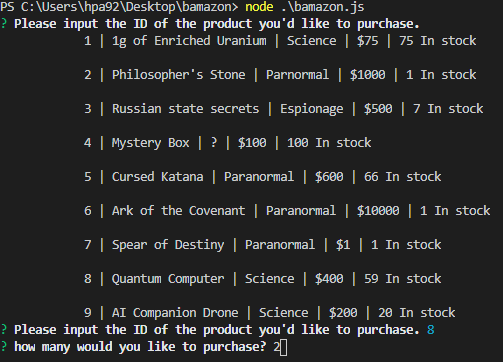 PS C:\Users\hpa92\Desktop\bamazon> node .\bamazon.js
? Please input the ID of the product you'd like to purchase.
1 | 1g of Enriched Uranium | Science | $75 | 75 In stock
2 | Philosopher's Stone | Parnormal | $1000 | 1 In stock
3 | Russian state secrets | Espionage | $500 | 7 In stock
4 | Mystery Box | ? | $100 | 100 In stock
5 | Cursed Katana | Paranormal | $600 | 66 In stock
6 | Ark of the Covenant | Paranormal | $10000 | 1 In stock
7 | Spear of Destiny | Paranormal | $1 | 1 In stock
8 | Quantum Computer | Science | $400 | 59 In stock
9 | AI Companion Drone | Science | $200 | 20 In stock
? Please input the ID of the product you'd like to purchase. 8
? how many would you like to purchase? 2